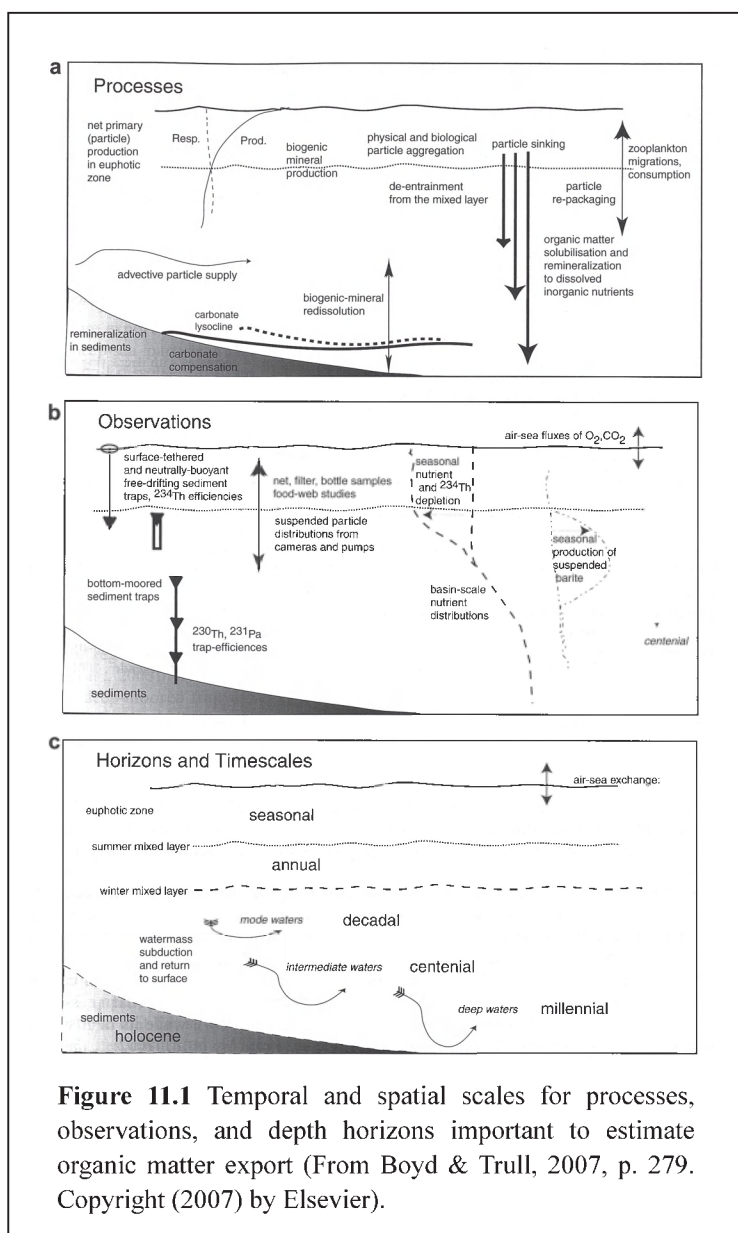 a
Processes
net primary
(particle)
production
in euphotic
zone
Resp.
Prod.
biogenic
mineral
production
physical and biological
particle aggregation
particle sinking
zooplankton
migrations,
consumption
de-entrainment
from the mixed layer
particle
re-packaging
organic matter
solubilisation and
remineralization
to dissolved
inorganic nutrients
advective particle supply
biogenic-mineral
redissolution
carbonate
lysocline
remineralization
in sediments
carbonate
compensation
b
Observations
air-sea fluxes of O2,CO2
surface-tethered
and neutrally-buoyant
free-drifting sediment
traps, 234Th efficiencies
net, filter, bottle samples
food-web studies
suspended particle
distributions from
cameras and pumps
seasonal
nutrient
and 234Th
depletion
seasonal
production of
suspended
barite
bottom-moored
sediment traps
basin-scale
nutrient
distributions
230Th, 231Pa
trap-efficiences
centenial
sediments
c
Horizons and Timescales
air-sea exchange:
euphotic zone
seasonal
summer mixed layer
annual
winter mixed layer
mode waters
decadal
watermass
subduction
and return
to surface
intermediate waters
centenial
deep waters
millennial
sediments
holocene
Figure 11.1 Temporal and spatial scales for processes,
observations, and depth horizons important to estimate
organic matter export (From Boyd & Trull, 2007, p. 279.
Copyright (2007) by Elsevier).